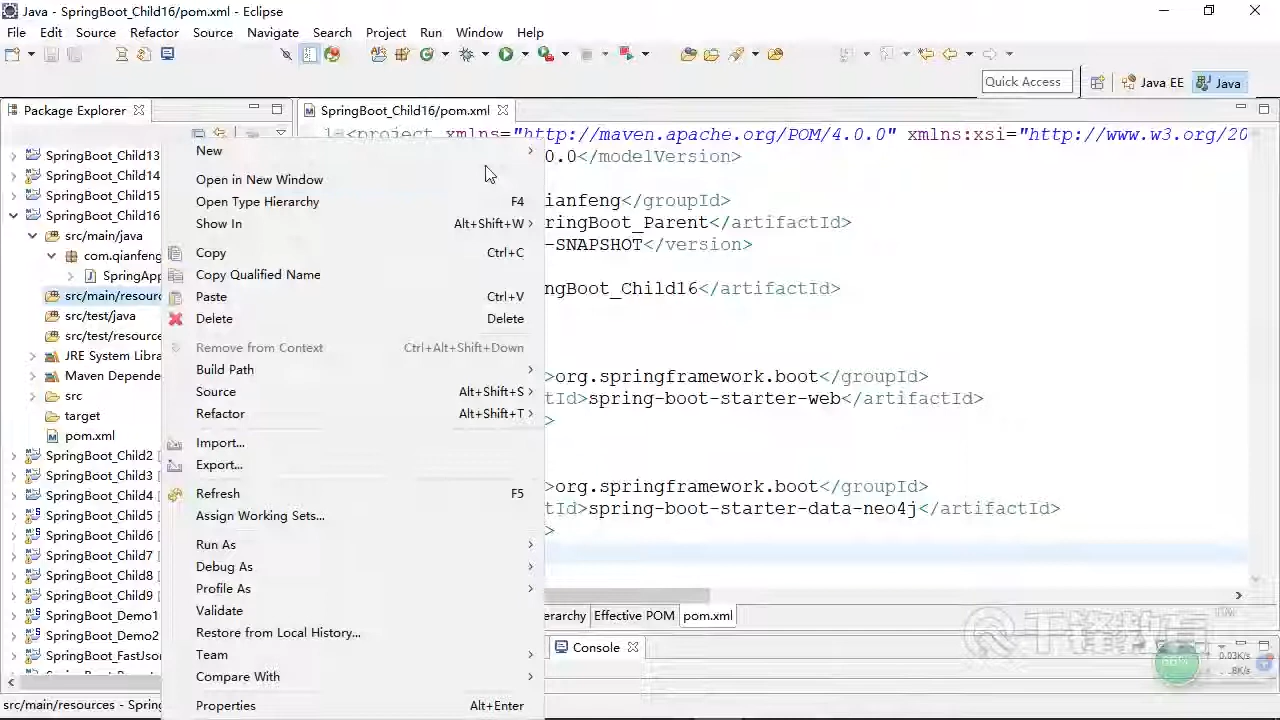 Java - SpringBoot_Child16/pom.xml - Eclipse
File Edit Source Refactor Source Navigate Search Project Run Window Help
Quick Access
Java EE
Java
Package Explorer
SpringBoot_Child16/pom.xml
1 <project xmlns="http://maven.apache.org/POM/4.0.0" xmlns:xsi="http://www.w3.org/20
0.0</modelVersion>
ianfeng</groupId>
ringBoot_Parent</artifactId>
-SNAPSHOT</version>
ngBoot_Child16</artifactId>
>org.springframework.boot</groupId>
tId>spring-boot-starter-web</artifactId>
>
>org.springframework.boot</groupId>
tId>spring-boot-starter-data-neo4j</artifactId>
>
SpringBoot_Child13
SpringBoot_Child14
SpringBoot_Child15
SpringBoot_Child16
src/main/java
com.qianfeng
SpringApp
src/main/resourc
src/test/java
src/test/resource
JRE System Libra
Maven Depende
src
target
pom.xml
SpringBoot_Child2
SpringBoot_Child3
SpringBoot_Child4
SpringBoot_Child5
SpringBoot_Child6
SpringBoot_Child7
SpringBoot_Child8
SpringBoot_Child9
SpringBoot_Demo1
SpringBoot_Demo2
SpringBoot_FastJson
New
Open in New Window
Open Type Hierarchy F4
Show In Alt+Shift+W
Copy Ctrl+C
Copy Qualified Name
Paste Ctrl+V
Delete Delete
Remove from Context Ctrl+Alt+Shift+Down
Build Path
Source Alt+Shift+S
Refactor Alt+Shift+T
Import...
Export...
Refresh F5
Assign Working Sets...
Run As
Debug As
Profile As
Validate
Restore from Local History...
Team
Compare With
Properties Alt+Enter
erarchy Effective POM pom.xml
Console
千锋教育 TM
0.03K/s
src/main/resources - Spring